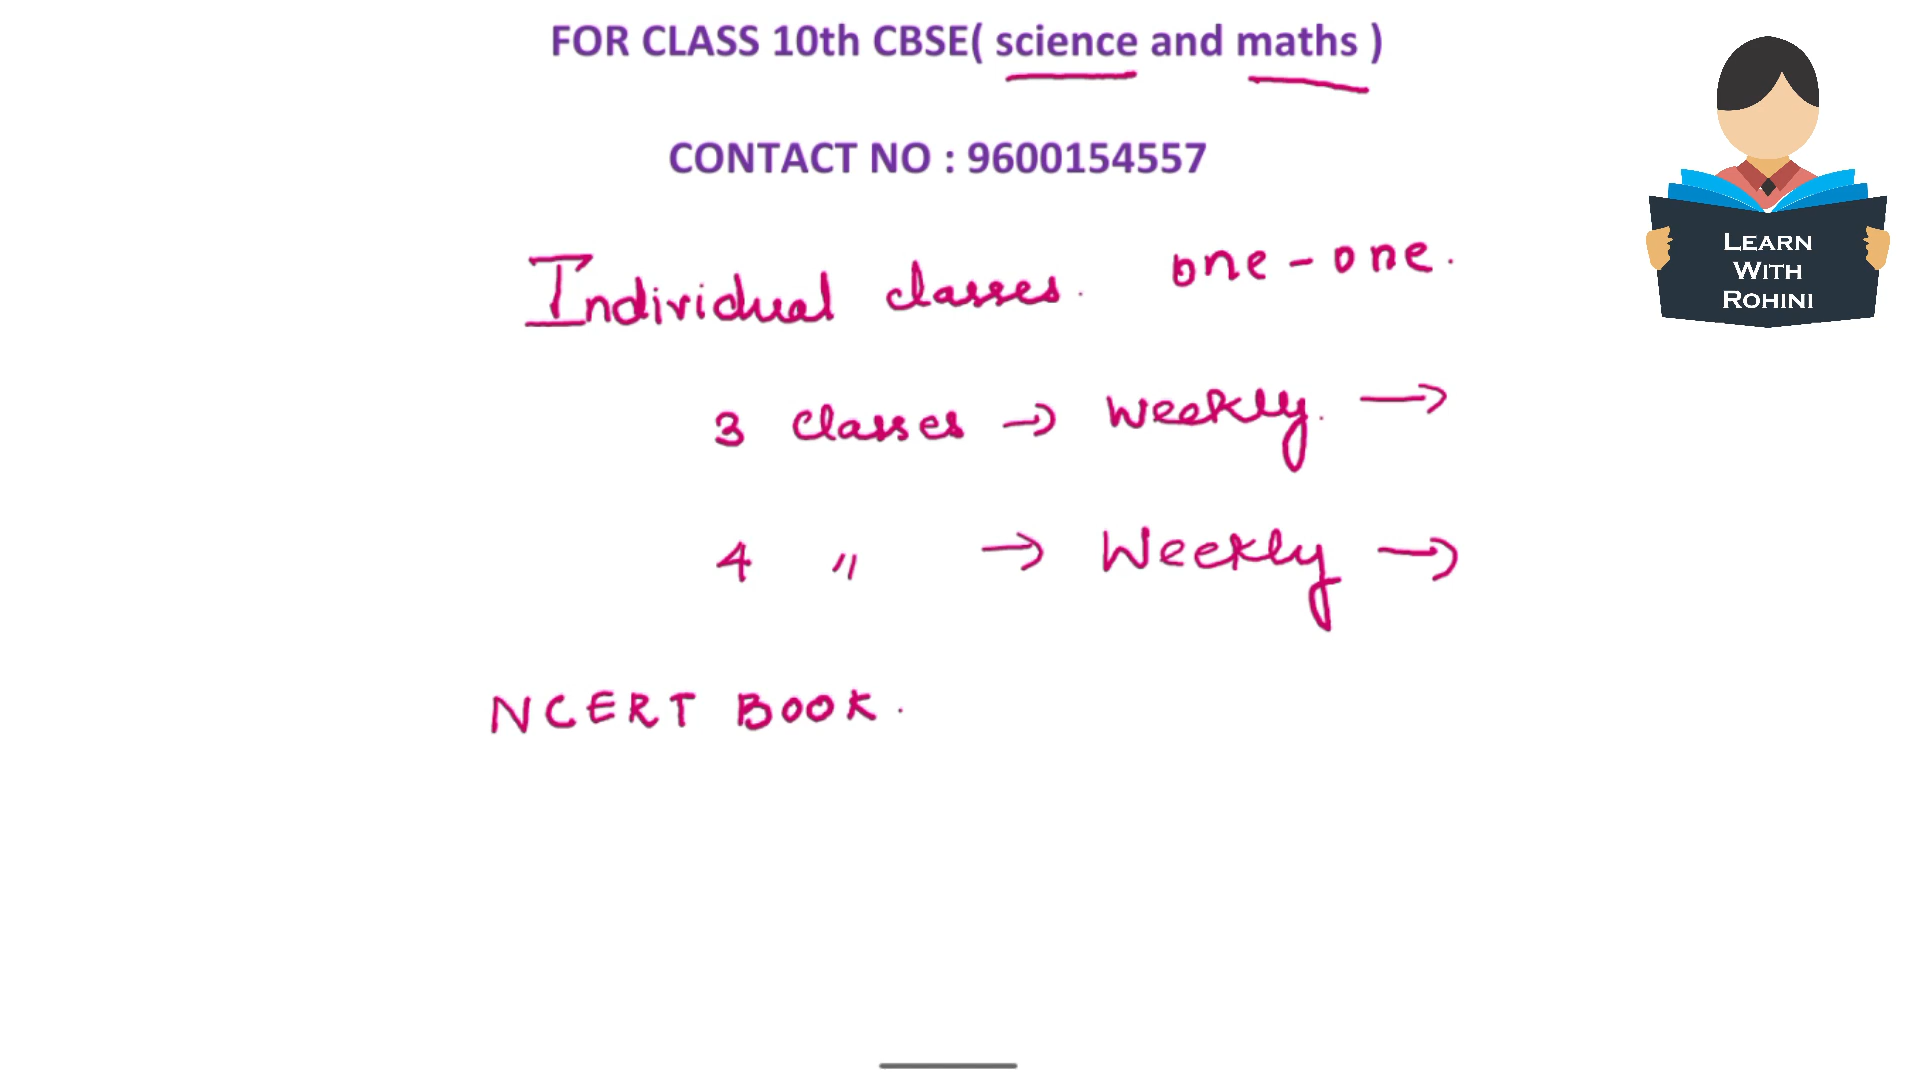 FOR CLASS 10th CBSE( science and maths )
CONTACT NO : 9600154557
Individual classes. one-one.
3 classes → weekly. →
4 〃 → Weekly →
NCERT BOOK.
LEARN
WITH
ROHINI